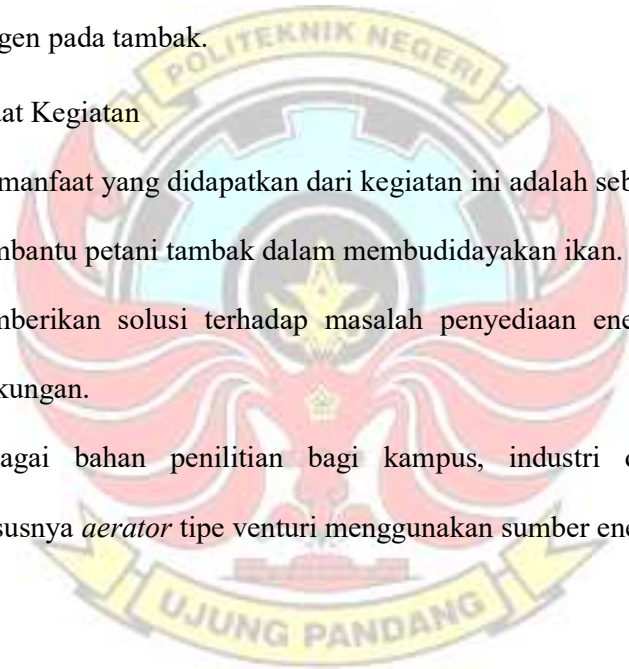 gen pada tambak.
POLITEKNIK NEGERI
at Kegiatan
manfaat yang didapatkan dari kegiatan ini adalah seb
mbantu petani tambak dalam membudidayakan ikan.
mberikan solusi terhadap masalah penyediaan ene
kungan.
agai bahan penilitian bagi kampus, industri d
susnya aerator tipe venturi menggunakan sumber ene
UJUNG PANDANG